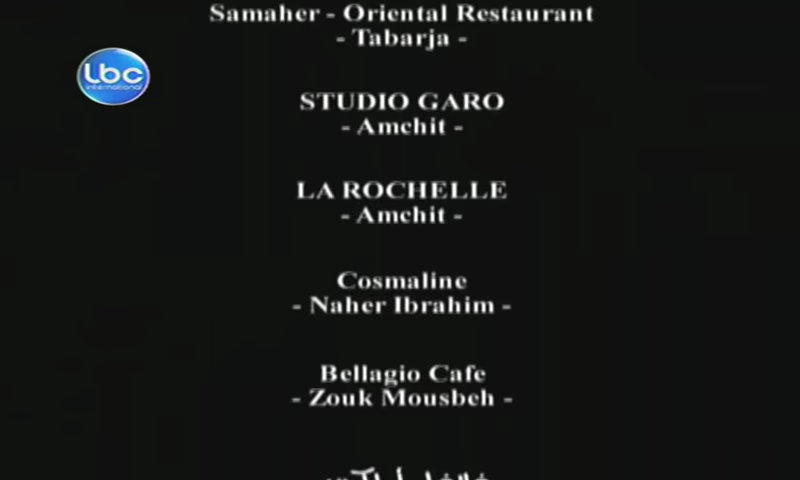 Samaher - Oriental Restaurant
- Tabarja -
lbc
international
STUDIO GARO
- Amchit -
LA ROCHELLE
- Amchit -
Cosmaline
- Naher Ibrahim -
Bellagio Cafe
- Zouk Mousbeh -